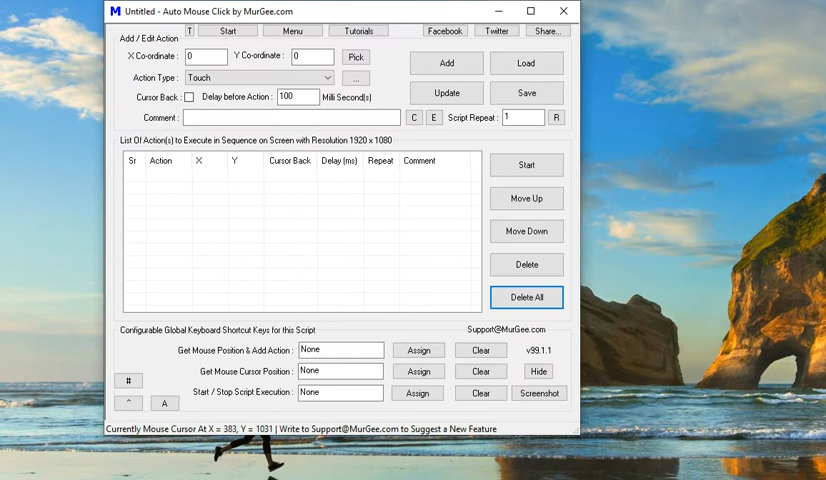 M Untitled - Auto Mouse Click by MurGee.com
T Start Menu Tutorials Facebook Twitter Share...
Add / Edit Action
X Co-ordinate : 0 Y Co-ordinate : 0 Pick
Add Load
Action Type : Touch ...
Cursor Back : Delay before Action : 100 Milli Second(s)
Update Save
Comment : C E Script Repeat : 1 R
List Of Action(s) to Execute in Sequence on Screen with Resolution 1920 x 1080
Sr Action X Y Cursor Back Delay (ms) Repeat Comment
Start
Move Up
Move Down
Delete
Delete All
Configurable Global Keyboard Shortcut Keys for this Script Support@MurGee.com
Get Mouse Position & Add Action : None Assign Clear v99.1.1
Get Mouse Cursor Position : None Assign Clear Hide
#
Start / Stop Script Execution : None Assign Clear Screenshot
^ A
Currently Mouse Cursor At X = 383, Y = 1031 | Write to Support@MurGee.com to Suggest a New Feature